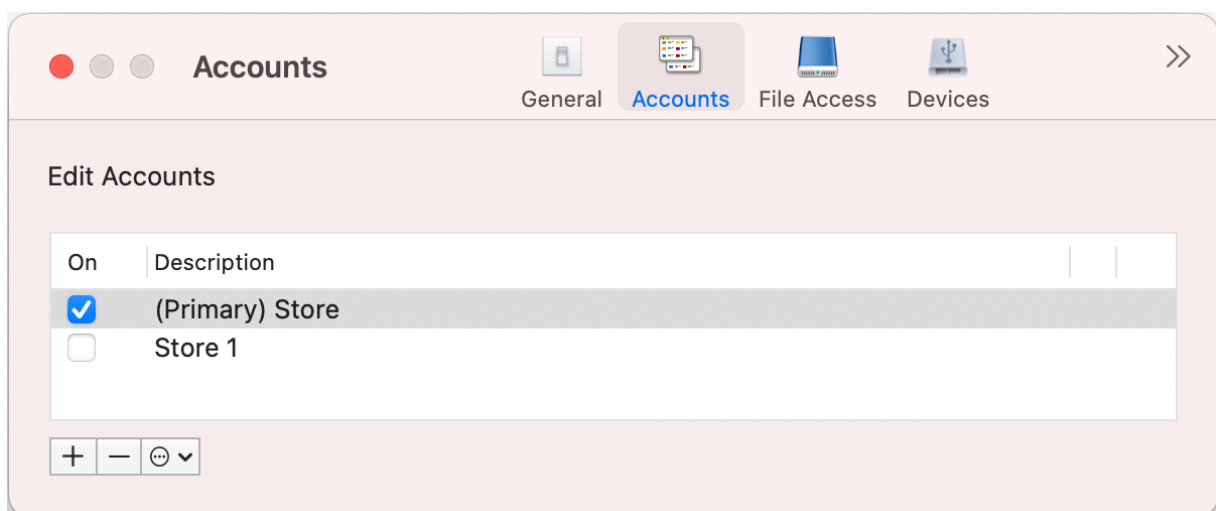 Accounts
General Accounts File Access Devices
Edit Accounts
On Description
(Primary) Store
Store 1